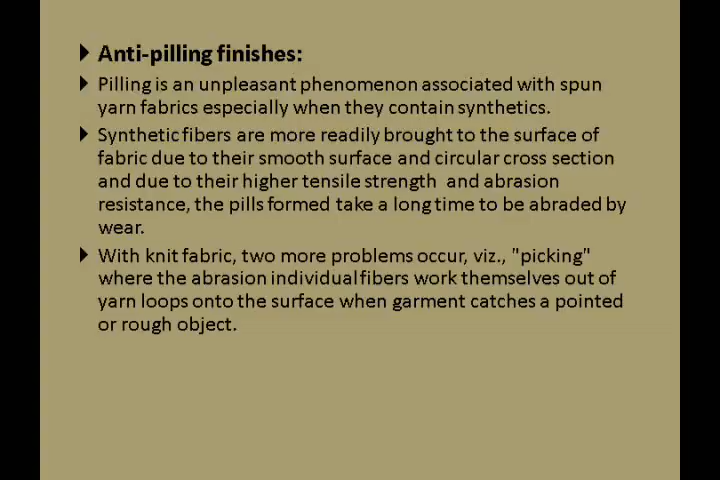 Anti-pilling finishes:
Pilling is an unpleasant phenomenon associated with spun
yarn fabrics especially when they contain synthetics.
Synthetic fibers are more readily brought to the surface of
fabric due to their smooth surface and circular cross section
and due to their higher tensile strength and abrasion
resistance, the pills formed take a long time to be abraded by
wear.
With knit fabric, two more problems occur, viz., "picking"
where the abrasion individual fibers work themselves out of
yarn loops onto the surface when garment catches a pointed
or rough object.